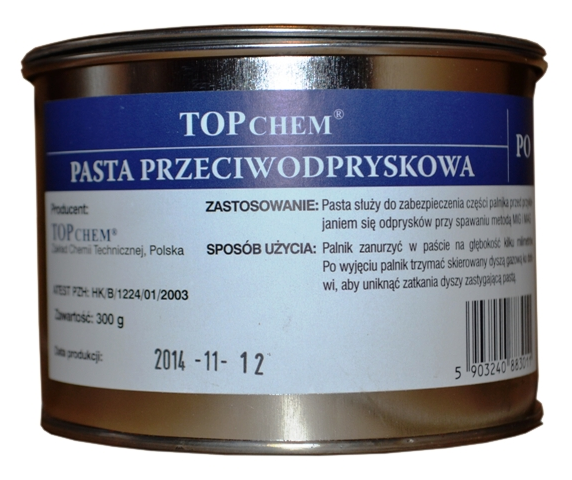 TOPCHEM®
PASTA PRZECIWODPRYSKOWA
PO
Producent:
TOPCHEM®
Zakład Chemii Technicznej, Polska
ATEST PZH: HK/B/1224/01/2003
Zawartość: 300 g
Data produkcji:
2014-11-12
ZASTOSOWANIE: Pasta służy do zabezpieczenia części palnika przed przykle
janiem się odprysków przy spawaniu metodą MIG i MAG.
SPOSÓB UŻYCIA: Palnik zanurzyć w paście na głębokość kilku milimetrów.
Po wyjęciu palnik trzymać skierowany dyszą gazową
wi, aby uniknąć zatkania dyszy zastygającą pastą.
5 903240 88301